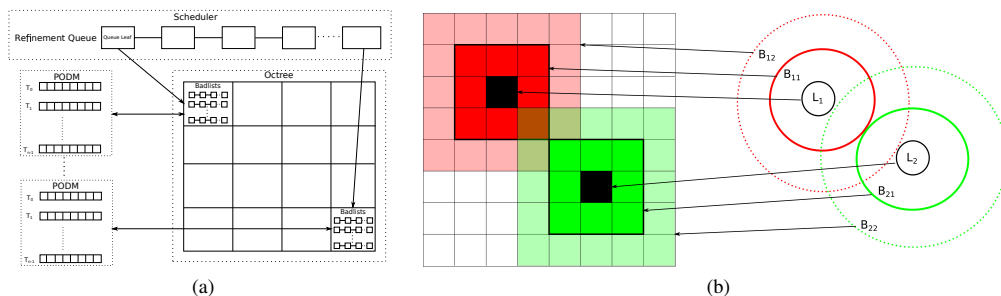 Scheduler
Refinement Queue
Queue Leaf
PODM
T0
T1
Tn-1
PODM
T0
T1
Tn-1
Octree
Badlists
Badlists
(a)
B12
B11
L1
L2
B21
B22
(b)